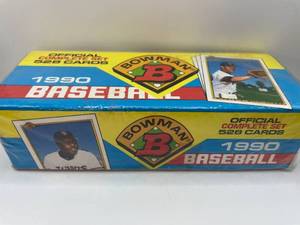 OFFICIAL
COMPLETE SET
528 CARDS
BOWMAN
B
1990
BASEBALL
BOWMAN
B
OFFICIAL
COMPLETE SET
528 CARDS
1990
BASEBALL